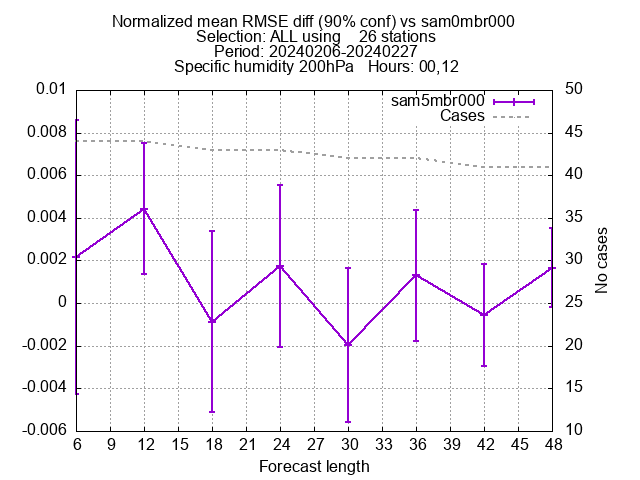 Normalized mean RMSE diff (90% conf) vs sam0mbr000
Selection: ALL using    26 stations
Period: 20240206-20240227
Specific humidity 200hPa   Hours: 00,12
0.01
0.008
0.006
0.004
0.002
0
-0.002
-0.004
-0.006
50
45
40
35
30
25
20
15
10
No cases
sam5mbr000
Cases
6 9 12 15 18 21 24 27 30 33 36 39 42 45 48
Forecast length